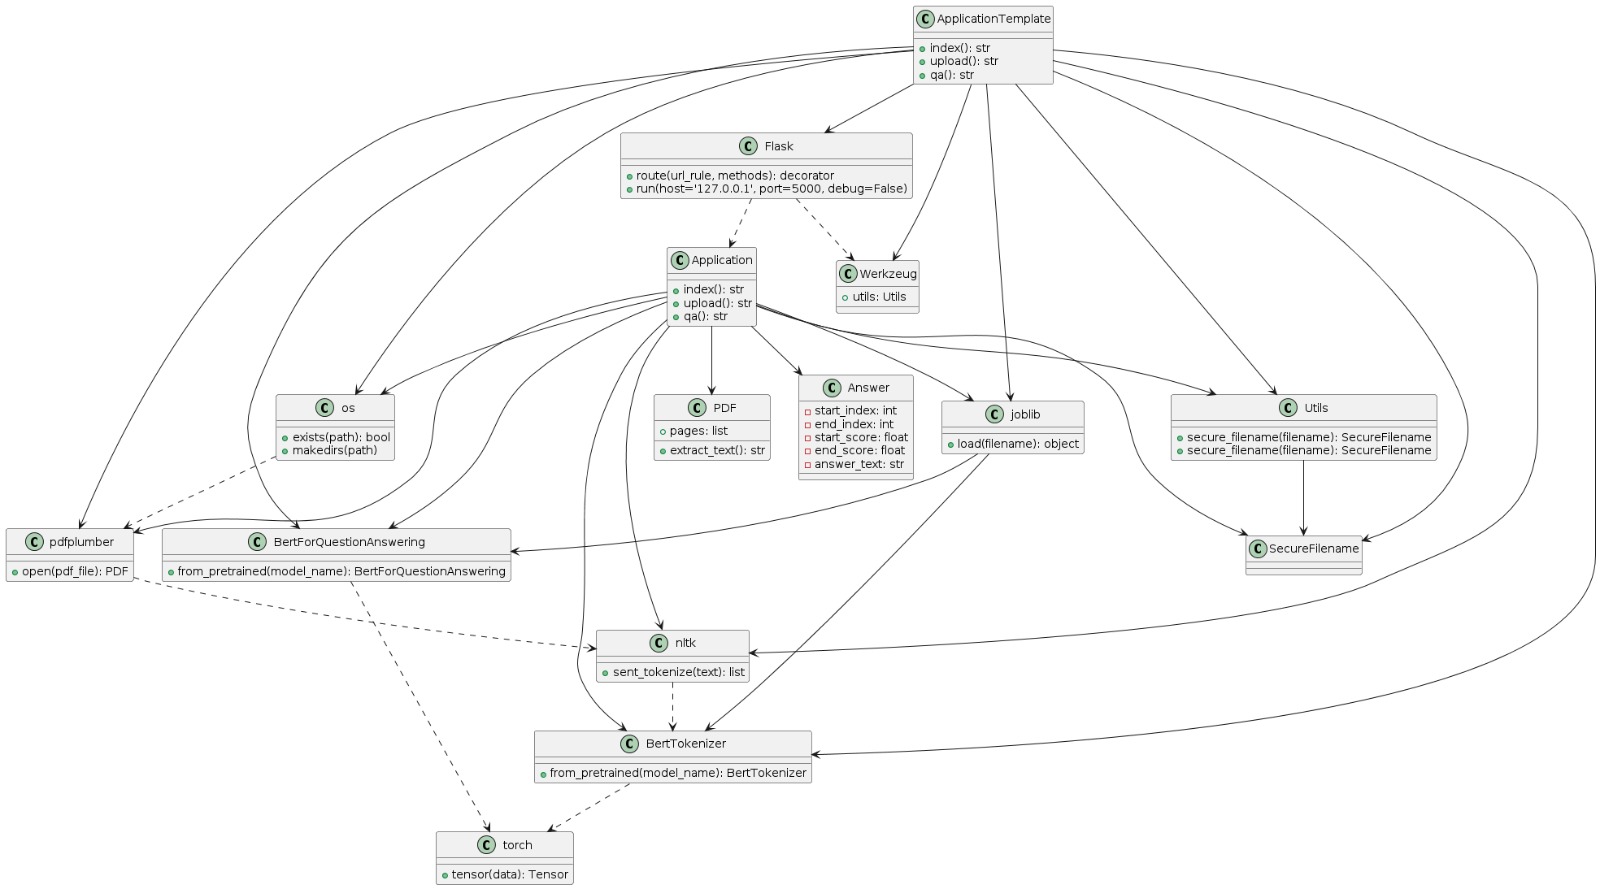 C ApplicationTemplate
index(): str
upload(): str
qa(): str
C Flask
route(url_rule, methods): decorator
run(host='127.0.0.1', port=5000, debug=False)
C Application
index(): str
upload(): str
qa(): str
C Werkzeug
utils: Utils
C os
exists(path): bool
makedirs(path)
C PDF
pages: list
extract_text(): str
C Answer
start_index: int
end_index: int
start_score: float
end_score: float
answer_text: str
C joblib
load(filename): object
C Utils
secure_filename(filename): SecureFilename
secure_filename(filename): SecureFilename
C pdfplumber
open(pdf_file): PDF
C BertForQuestionAnswering
from_pretrained(model_name): BertForQuestionAnswering
C SecureFilename
C nltk
sent_tokenize(text): list
C BertTokenizer
from_pretrained(model_name): BertTokenizer
C torch
tensor(data): Tensor